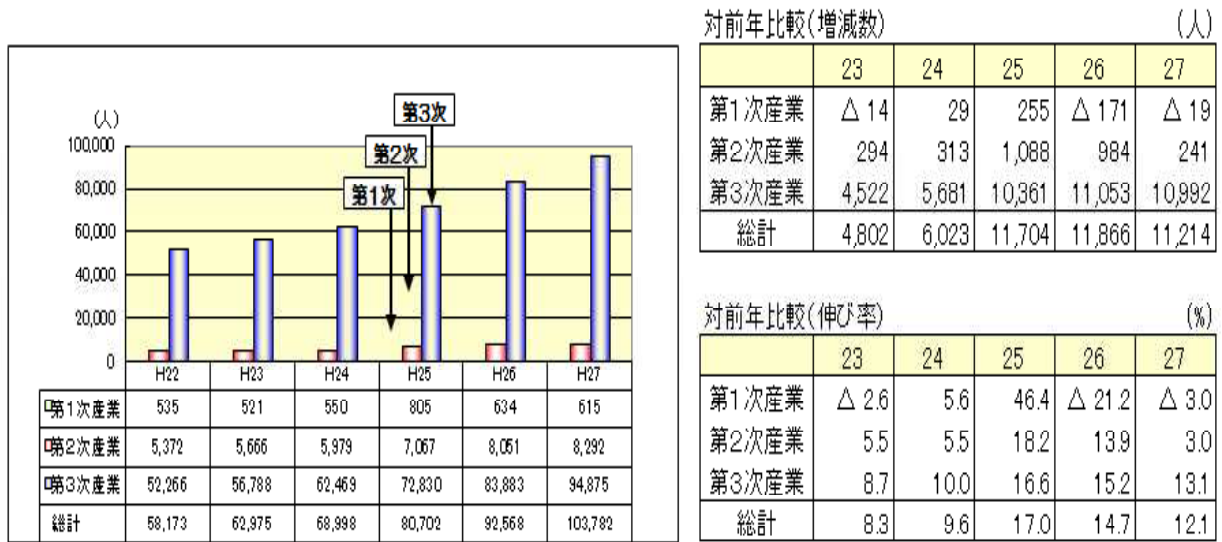 (人)
第3次
第2次
第1次
100,000
80,000
60,000
40,000
20,000
0
H22 H23 H24 H25 H26 H27
第1次産業 535 521 550 805 634 615
第2次産業 5,372 5,666 5,979 7,067 8,051 8,292
第3次産業 52,266 56,788 62,469 72,830 83,883 94,875
総計 58,173 62,975 68,998 80,702 92,568 103,782
対前年比較(増減数) (人)
23 24 25 26 27
第1次産業 △ 14 29 255 △ 171 △ 19
第2次産業 294 313 1,088 984 241
第3次産業 4,522 5,681 10,361 11,053 10,992
総計 4,802 6,023 11,704 11,866 11,214
対前年比較(伸び率) (%)
23 24 25 26 27
第1次産業 △ 2.6 5.6 46.4 △ 21.2 △ 3.0
第2次産業 5.5 5.5 18.2 13.9 3.0
第3次産業 8.7 10.0 16.6 15.2 13.1
総計 8.3 9.6 17.0 14.7 12.1